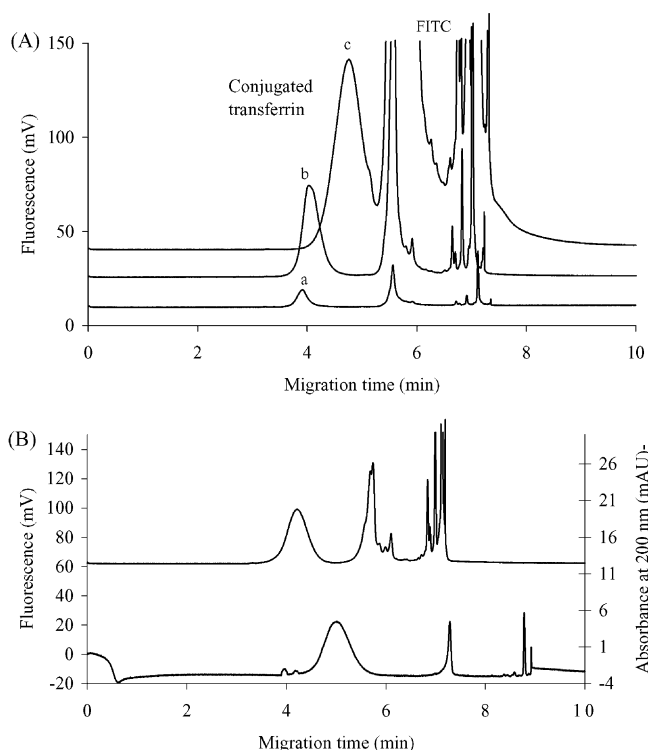 (A)
150
100
50
0
Fluorescence (mV)
Conjugated
transferrin
a
b
c
FITC
0 2 4 6 8 10
Migration time (min)
(B)
140
120
100
80
60
40
20
0
-20
Fluorescence (mV)
26
21
16
11
6
1
-4
Absorbance at 200 nm (mAU)-
0 2 4 6 8 10
Migration time (min)